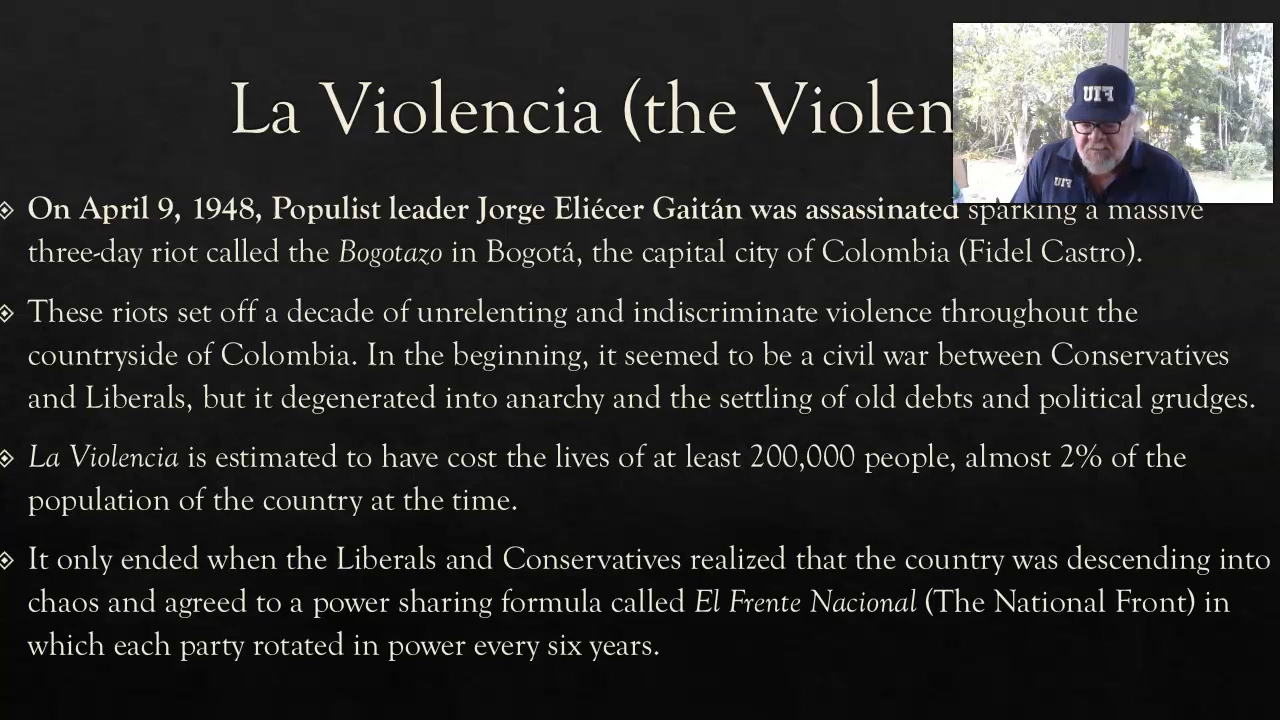 La Violencia (the Violen
On April 9, 1948, Populist leader Jorge Eliécer Gaitán was assassinated sparking a massive
three-day riot called the Bogotazo in Bogotá, the capital city of Colombia (Fidel Castro).
These riots set off a decade of unrelenting and indiscriminate violence throughout the
countryside of Colombia. In the beginning, it seemed to be a civil war between Conservatives
and Liberals, but it degenerated into anarchy and the settling of old debts and political grudges.
La Violencia is estimated to have cost the lives of at least 200,000 people, almost 2% of the
population of the country at the time.
It only ended when the Liberals and Conservatives realized that the country was descending into
chaos and agreed to a power sharing formula called El Frente Nacional (The National Front) in
which each party rotated in power every six years.
FIU
FIU